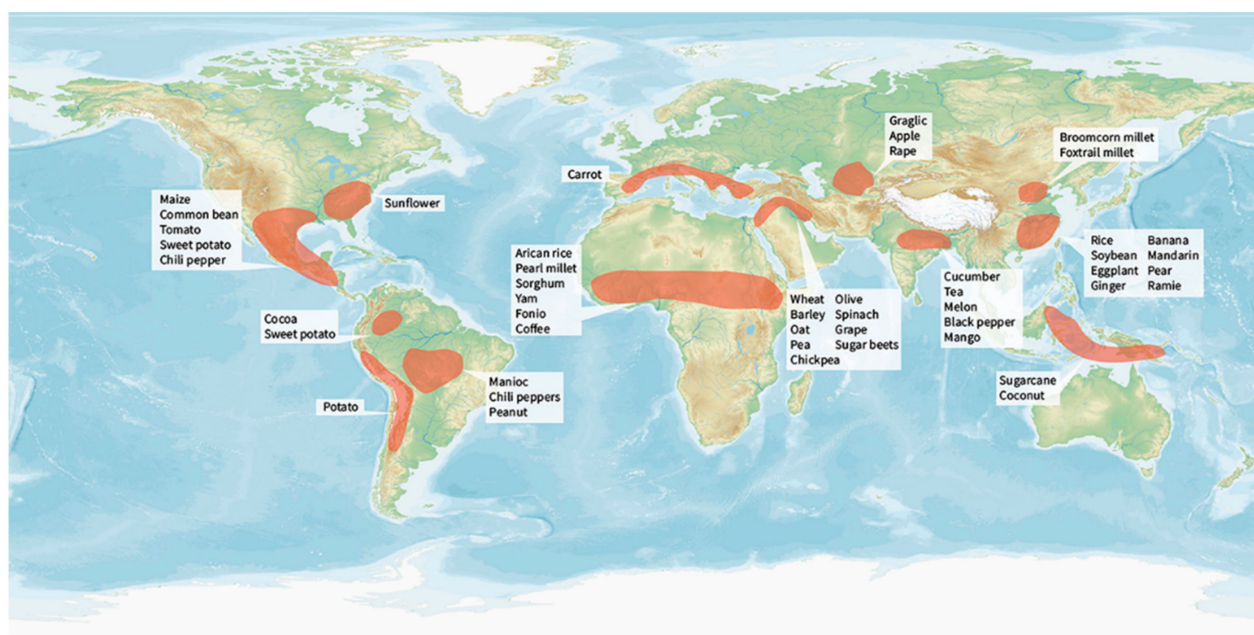 Maize
Common bean
Tomato
Sweet potato
Chili pepper
Sunflower
Cocoa
Sweet potato
Potato
Manioc
Chili peppers
Peanut
Carrot
Arican rice
Pearl millet
Sorghum
Yam
Fonio
Coffee
Wheat Olive
Barley Spinach
Oat Grape
Pea Sugar beets
Chickpea
Graglic
Apple
Rape
Broomcorn millet
Foxtrail millet
Rice Banana
Soybean Mandarin
Eggplant Pear
Ginger Ramie
Cucumber
Tea
Melon
Black pepper
Mango
Sugarcane
Coconut